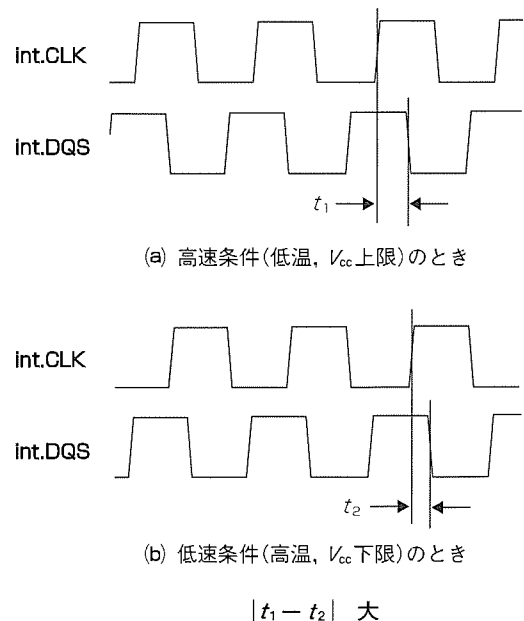 int.CLK
int.DQS
t₁
(a) 高速条件(低温, Vcc上限)のとき
int.CLK
int.DQS
t₂
(b) 低速条件(高温, Vcc下限)のとき
|t₁ − t₂| 大